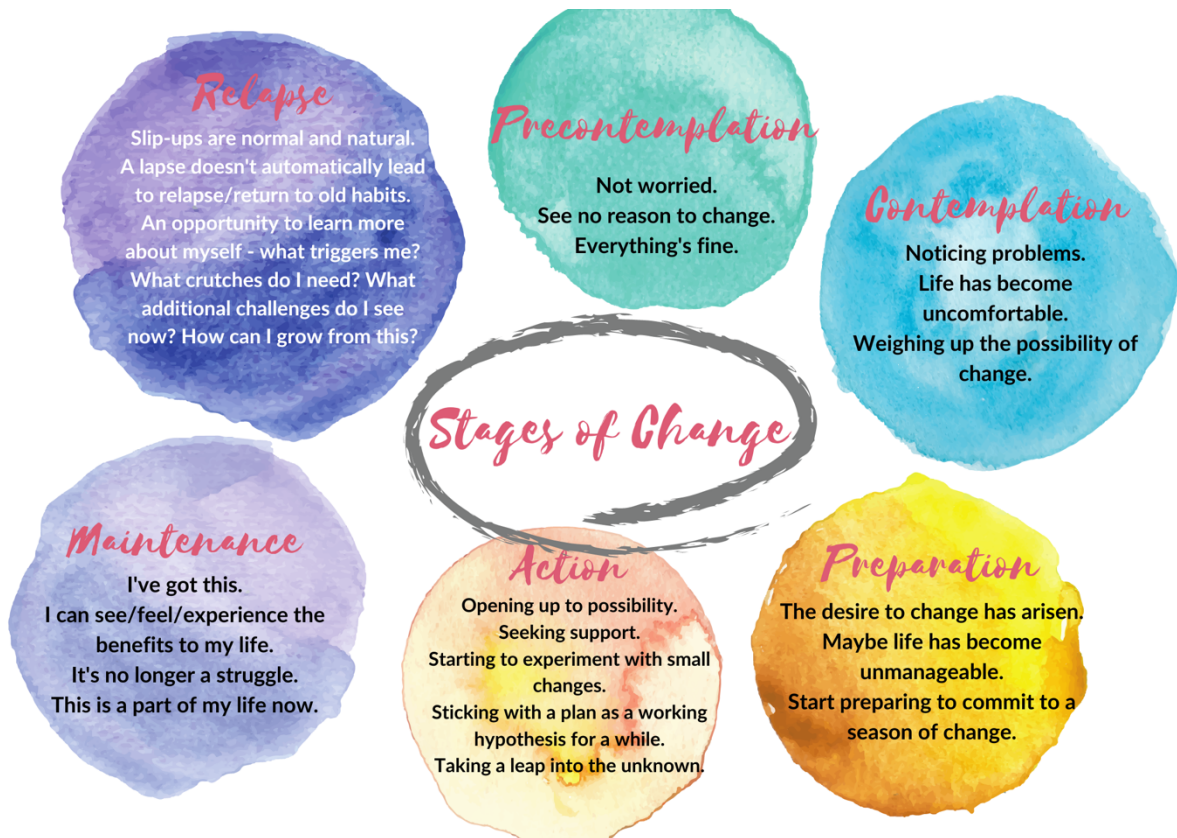 Relapse
Slip-ups are normal and natural.
A lapse doesn't automatically lead
to relapse/return to old habits.
An opportunity to learn more
about myself - what triggers me?
What crutches do I need? What
additional challenges do I see
now? How can I grow from this?
Precontemplation
Not worried.
See no reason to change.
Everything's fine.
Contemplation
Noticing problems.
Life has become
uncomfortable.
Weighing up the possibility of
change.
Stages of Change
Maintenance
I've got this.
I can see/feel/experience the
benefits to my life.
It's no longer a struggle.
This is a part of my life now.
Action
Opening up to possibility.
Seeking support.
Starting to experiment with small
changes.
Sticking with a plan as a working
hypothesis for a while.
Taking a leap into the unknown.
Preparation
The desire to change has arisen.
Maybe life has become
unmanageable.
Start preparing to commit to a
season of change.